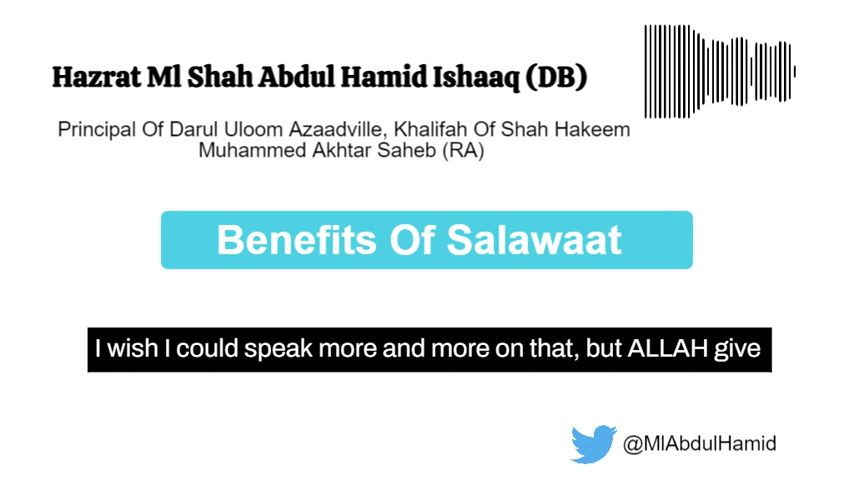 Hazrat Ml Shah Abdul Hamid Ishaaq (DB)
Principal Of Darul Uloom Azaadville, Khalifah Of Shah Hakeem
Muhammed Akhtar Saheb (RA)
Benefits Of Salawaat
I wish I could speak more and more on that, but ALLAH give
@MlAbdulHamid